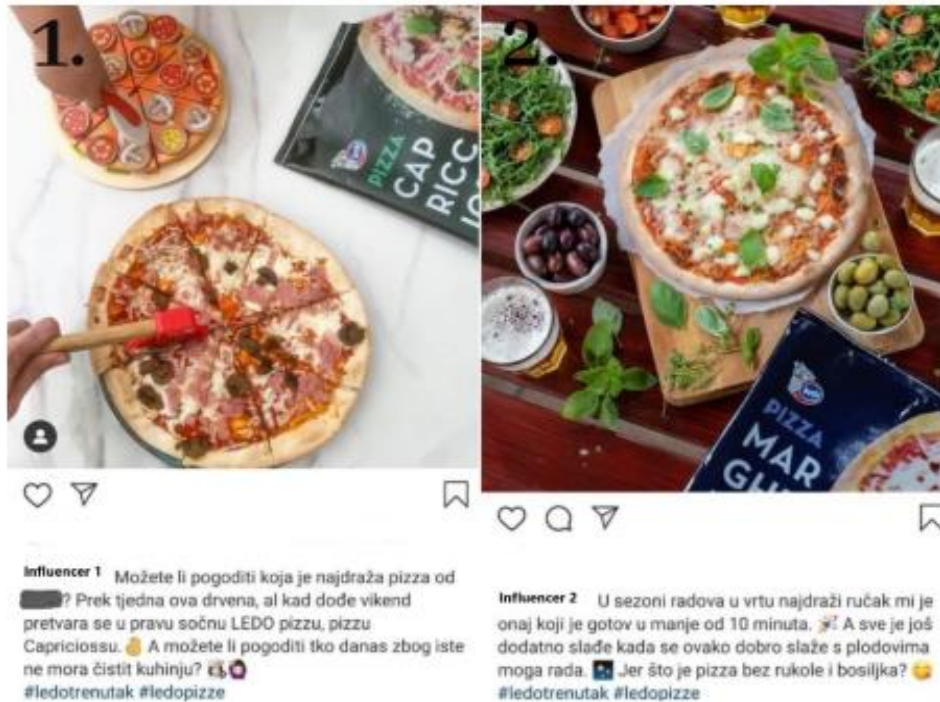 1.
PIZZA
CAP
RICC
IO
Influencer 1 Možete li pogoditi koja je najdraža pizza od
? Prek tjedna ova drvena, al kad dođe vikend
pretvara se u pravu sočnu LEDO pizzu, pizzu
Capriciossu. A možete li pogoditi tko danas zbog iste
ne mora čistit kuhinju?
#ledotrenutak #ledopizze
2.
PIZZA
MAR
GH
Influencer 2 U sezoni radova u vrtu najdraži ručak mi je
onaj koji je gotov u manje od 10 minuta. A sve je još
dodatno slađe kada se ovako dobro slaže s plodovima
moga rada. Jer što je pizza bez rukole i bosiljka?
#ledotrenutak #ledopizze